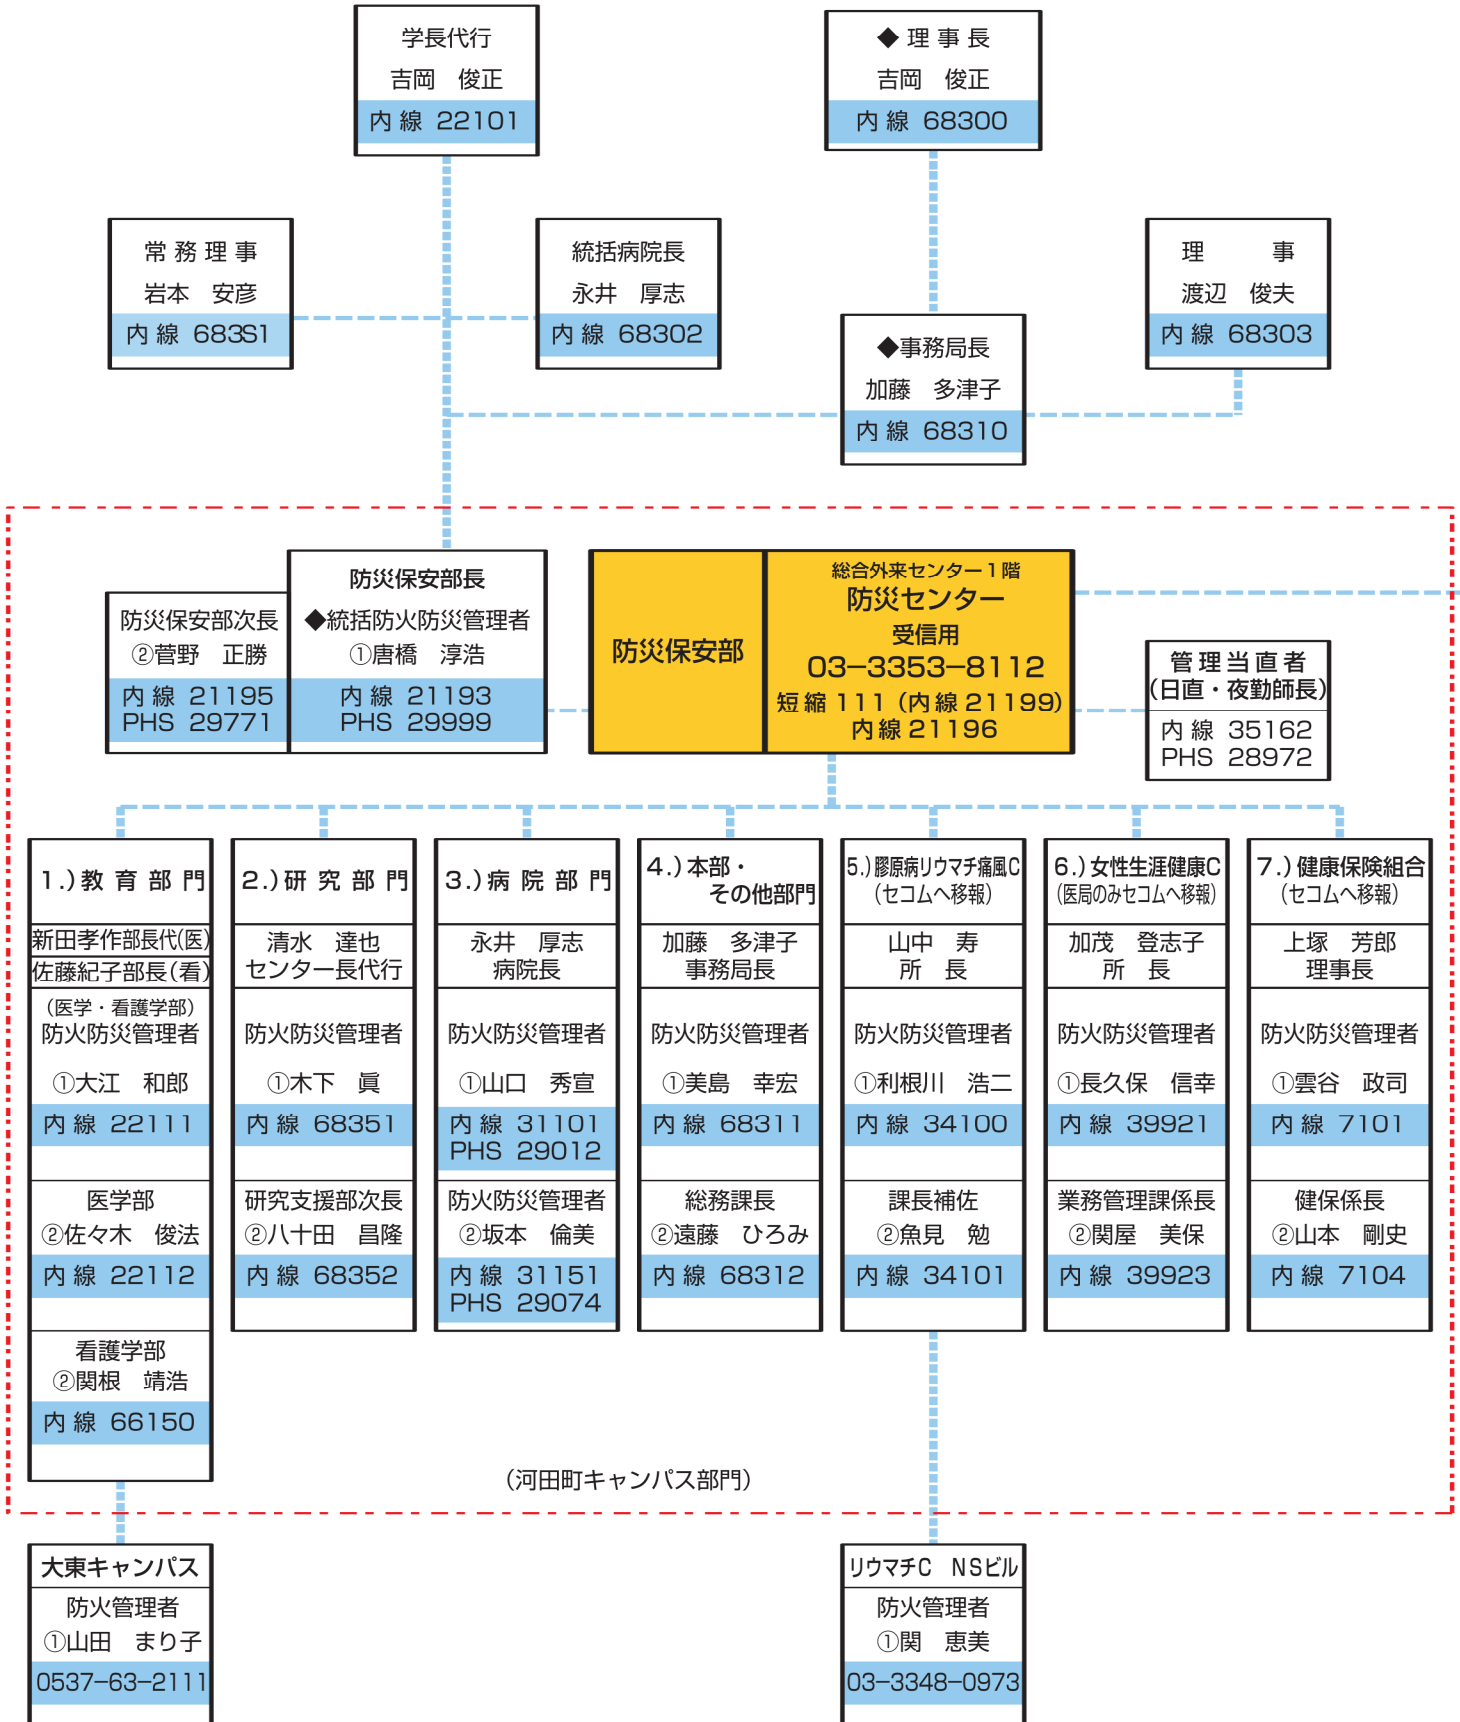 学長代行
吉岡　俊正
内線 22101
◆ 理事長
吉岡　俊正
内線 68300
常務理事
岩本　安彦
内線 683S1
統括病院長
永井　厚志
内線 68302
理　　事
渡辺　俊夫
内線 68303
◆事務局長
加藤　多津子
内線 68310
防災保安部次長
②菅野　正勝
内線 21195
PHS 29771
防災保安部長
◆統括防火防災管理者
①唐橋　淳浩
内線 21193
PHS 29999
防災保安部
総合外来センター1階
防災センター
受信用
03−3353−8112
短縮 111（内線 21199）
内線 21196
管理当直者
（日直・夜勤師長）
内線 35162
PHS 28972
1.）教育部門
新田孝作部長代（医）
佐藤紀子部長（看）
（医学・看護学部）
防火防災管理者
①大江　和郎
内線 22111
医学部
②佐々木　俊法
内線 22112
看護学部
②関根　靖浩
内線 66150
2.）研究部門
清水　達也
センター長代行
防火防災管理者
①木下　眞
内線 68351
研究支援部次長
②八十田　昌隆
内線 68352
3.）病院部門
永井　厚志
病院長
防火防災管理者
①山口　秀宣
内線 31101
PHS 29012
防火防災管理者
②坂本　倫美
内線 31151
PHS 29074
4.）本部・
その他部門
加藤　多津子
事務局長
防火防災管理者
①美島　幸宏
内線 68311
総務課長
②遠藤　ひろみ
内線 68312
5.）膠原病リウマチ痛風C
（セコムへ移報）
山中　寿
所　長
防火防災管理者
①利根川　浩二
内線 34100
課長補佐
②魚見　勉
内線 34101
6.）女性生涯健康C
（医局のみセコムへ移報）
加茂　登志子
所　長
防火防災管理者
①長久保　信幸
内線 39921
業務管理課係長
②関屋　美保
内線 39923
7.）健康保険組合
（セコムへ移報）
上塚　芳郎
理事長
防火防災管理者
①雲谷　政司
内線 7101
健保係長
②山本　剛史
内線 7104
（河田町キャンパス部門）
大東キャンパス
防火管理者
①山田　まり子
0537−63−2111
リウマチC　NSビル
防火管理者
①関　恵美
03−3348−0973